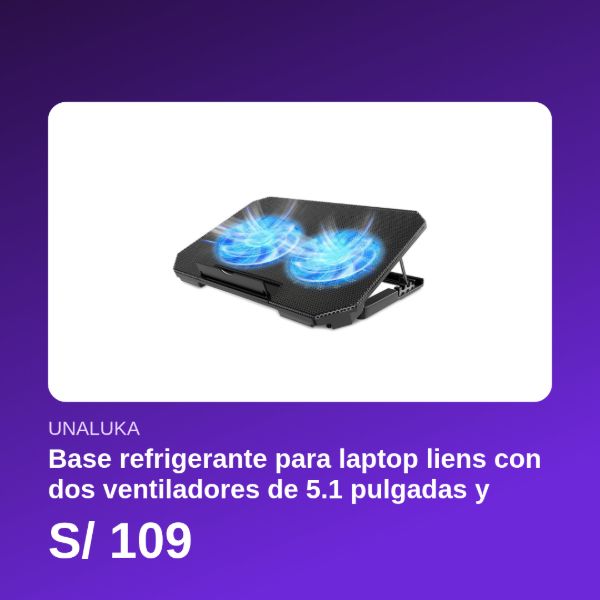 UNALUKA
Base refrigerante para laptop liens con
dos ventiladores de 5.1 pulgadas y
S/ 109